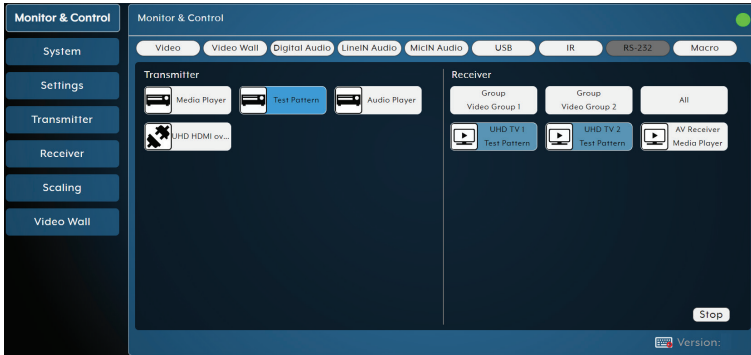 Monitor & Control
System
Settings
Transmitter
Receiver
Scaling
Video Wall
Monitor & Control
Video
Video Wall
Digital Audio
LineIN Audio
MicIN Audio
USB
IR
RS-232
Macro
Transmitter
Media Player
Test Pattern
Audio Player
UHD HDMI ov...
Receiver
Group
Video Group 1
Group
Video Group 2
All
UHD TV 1
Test Pattern
UHD TV 2
Test Pattern
AV Receiver
Media Player
Stop
Version: